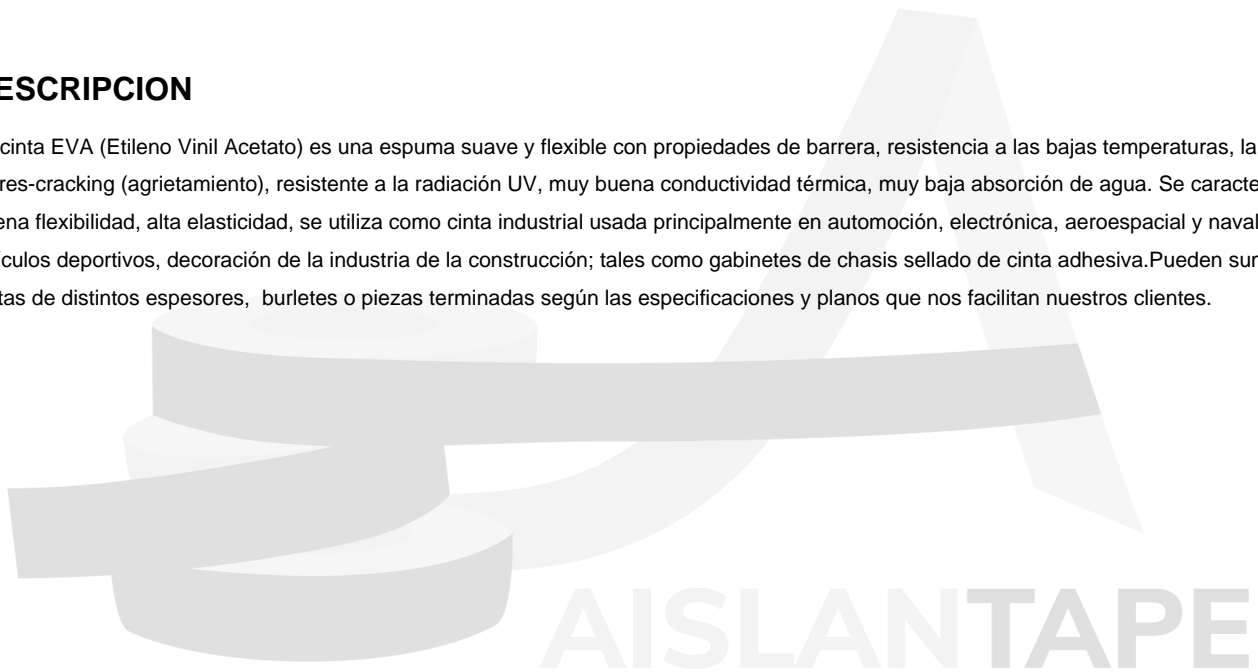 ESCRIPCION
cinta EVA (Etileno Vinil Acetato) es una espuma suave y flexible con propiedades de barrera, resistencia a las bajas temperaturas, la
res-cracking (agrietamiento), resistente a la radiación UV, muy buena conductividad térmica, muy baja absorción de agua. Se caracte
ena flexibilidad, alta elasticidad, se utiliza como cinta industrial usada principalmente en automoción, electrónica, aeroespacial y naval
ículos deportivos, decoración de la industria de la construcción; tales como gabinetes de chasis sellado de cinta adhesiva.Pueden sur
tas de distintos espesores, burletes o piezas terminadas según las especificaciones y planos que nos facilitan nuestros clientes.
AISLANTAPE